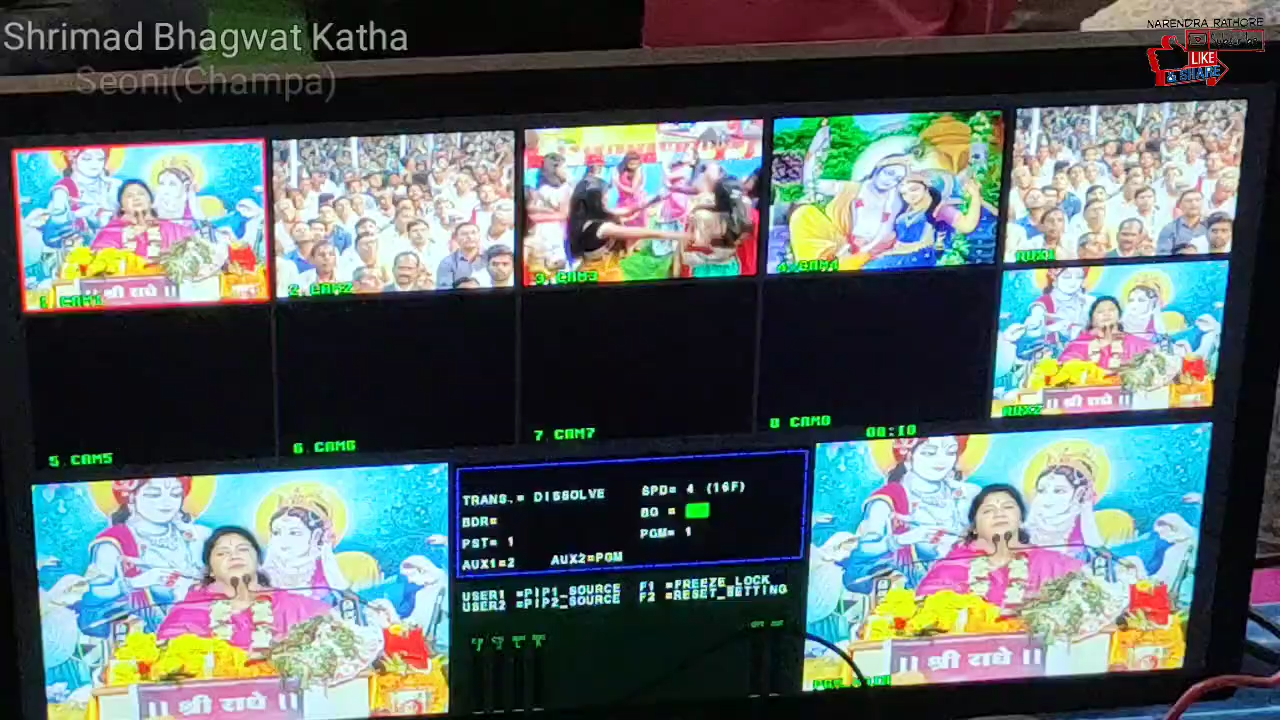 Shrimad Bhagwat Katha
Seoni(Champa)
NARENDRA RATHORE
LIKE
& SHARE
1 CAM1
2 CAM2
3 CAM3
4 CAM4
AUX1
|| श्री राधे ||
|| श्री राधे ||
AUX2
5 CAM5
6 CAM6
7 CAM7
8 CAM8
00:10
TRANS.= DISSOLVE
SPD= 4 (16F)
BDR=
BG =
PST= 1
PGM= 1
AUX1=2
AUX2=PGM
USER1 =PIP1_SOURCE
F1 =FREEZE_LOCK
USER2 =PIP2_SOURCE
F2 =RESET_SETTING
|| श्री राधे ||
|| श्री राधे ||